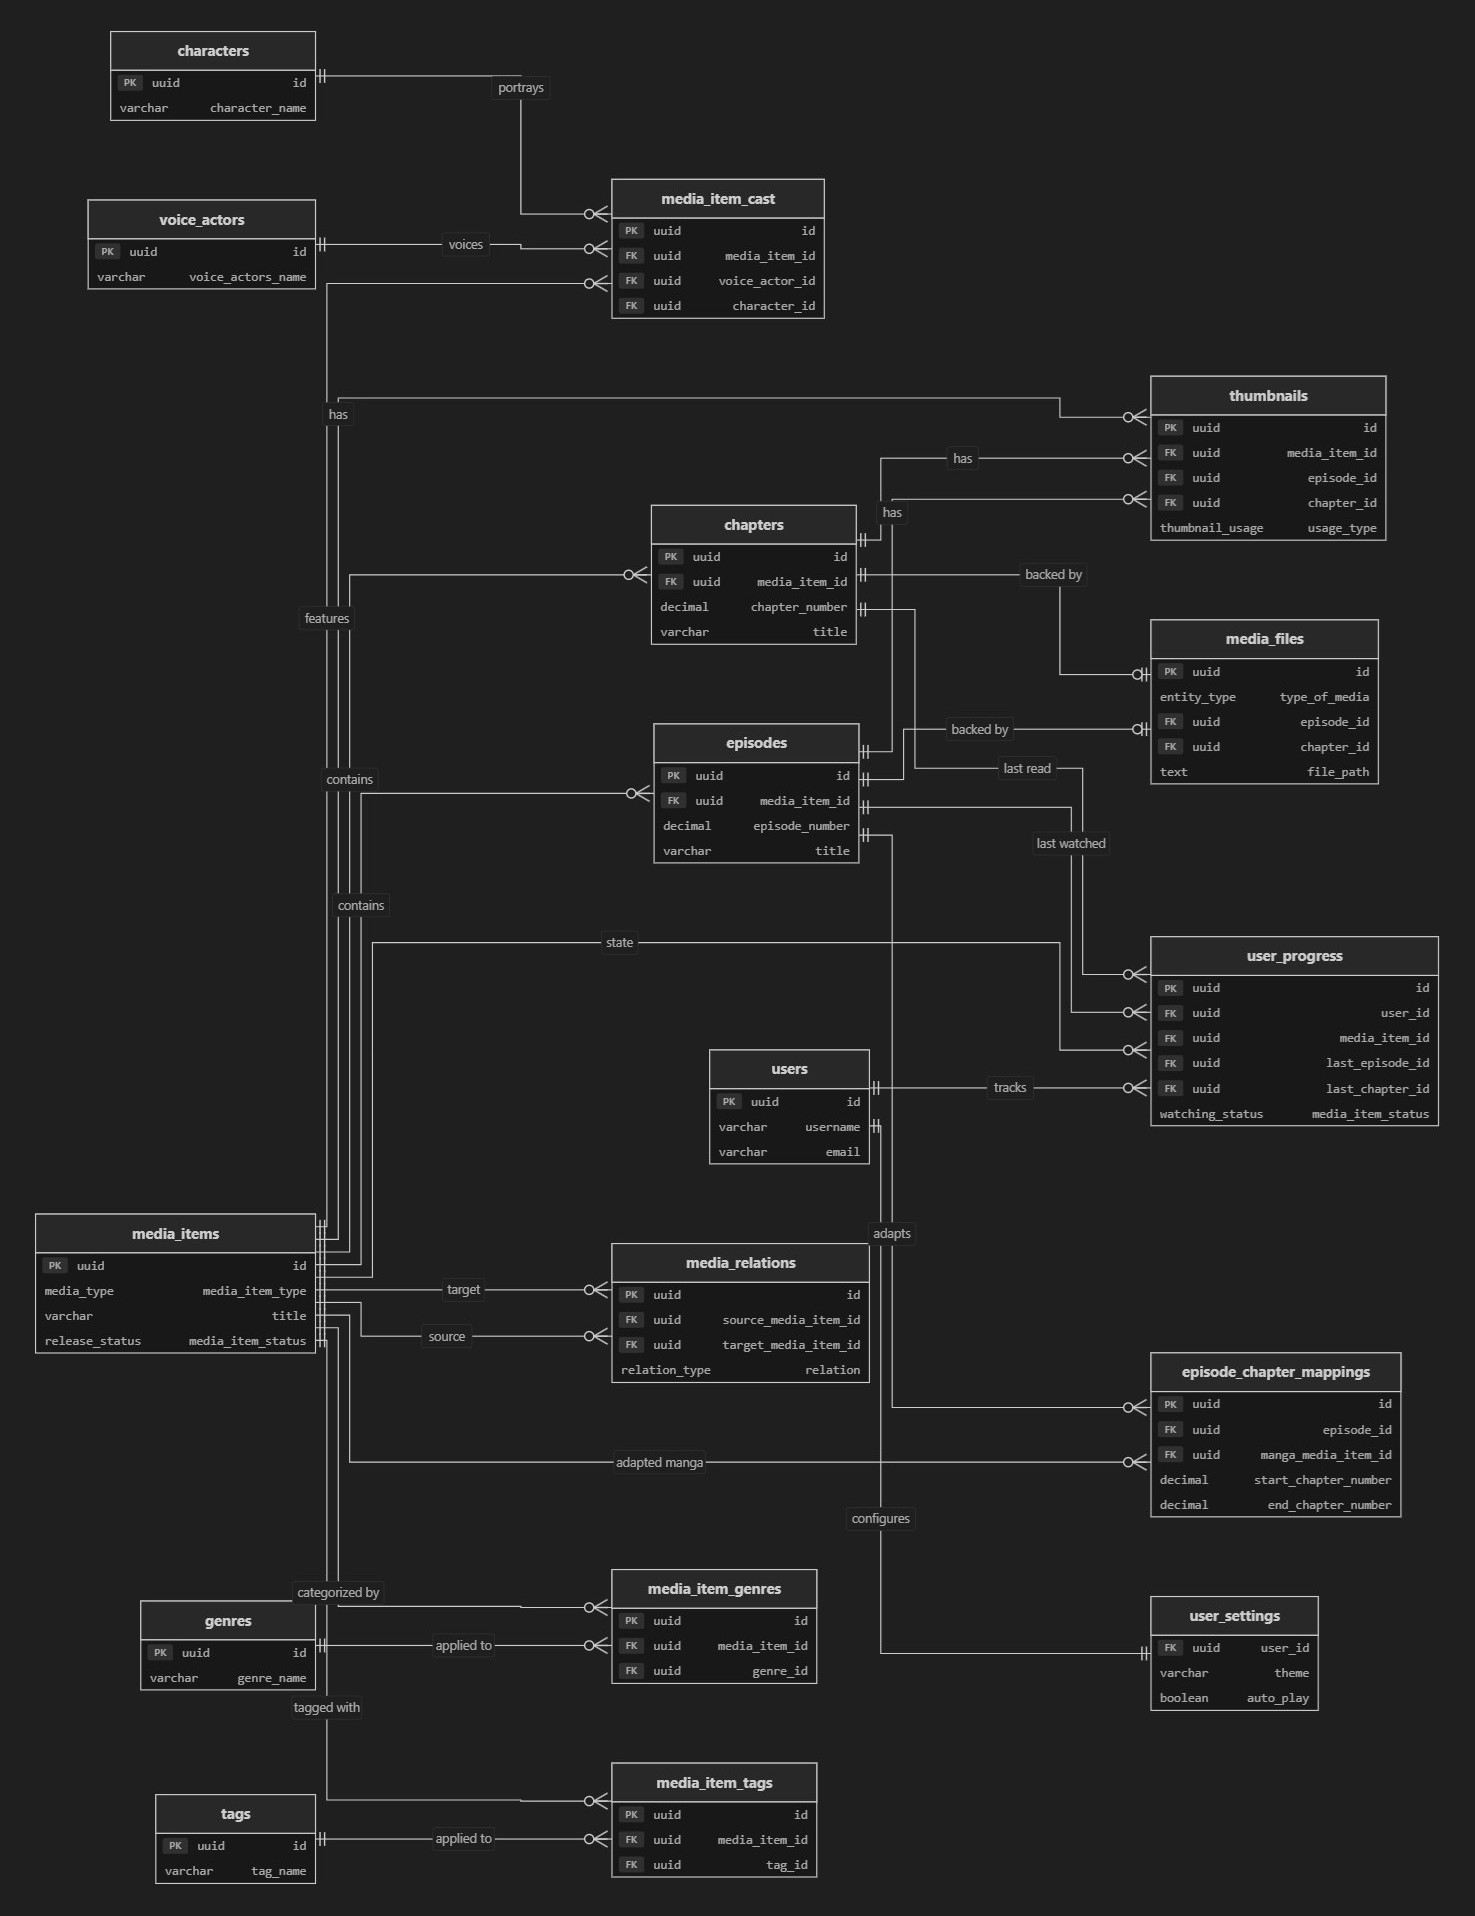 characters
PK uuid id
varchar character_name
portrays
media_item_cast
PK uuid id
FK uuid media_item_id
FK uuid voice_actor_id
FK uuid character_id
voice_actors
PK uuid id
varchar voice_actors_name
voices
thumbnails
PK uuid id
FK uuid media_item_id
FK uuid episode_id
FK uuid chapter_id
thumbnail_usage usage_type
has
has
has
chapters
PK uuid id
FK uuid media_item_id
decimal chapter_number
varchar title
backed by
features
media_files
PK uuid id
entity_type type_of_media
FK uuid episode_id
FK uuid chapter_id
text file_path
episodes
PK uuid id
FK uuid media_item_id
decimal episode_number
varchar title
backed by
last read
contains
last watched
contains
state
user_progress
PK uuid id
FK uuid user_id
FK uuid media_item_id
FK uuid last_episode_id
FK uuid last_chapter_id
watching_status media_item_status
users
PK uuid id
varchar username
varchar email
tracks
media_items
PK uuid id
media_type media_item_type
varchar title
release_status media_item_status
adapts
target
source
media_relations
PK uuid id
FK uuid source_media_item_id
FK uuid target_media_item_id
relation_type relation
episode_chapter_mappings
PK uuid id
FK uuid episode_id
FK uuid manga_media_item_id
decimal start_chapter_number
decimal end_chapter_number
adapted manga
configures
categorized by
genres
PK uuid id
varchar genre_name
applied to
media_item_genres
PK uuid id
FK uuid media_item_id
FK uuid genre_id
user_settings
FK uuid user_id
varchar theme
boolean auto_play
tagged with
media_item_tags
PK uuid id
FK uuid media_item_id
FK uuid tag_id
tags
PK uuid id
varchar tag_name
applied to